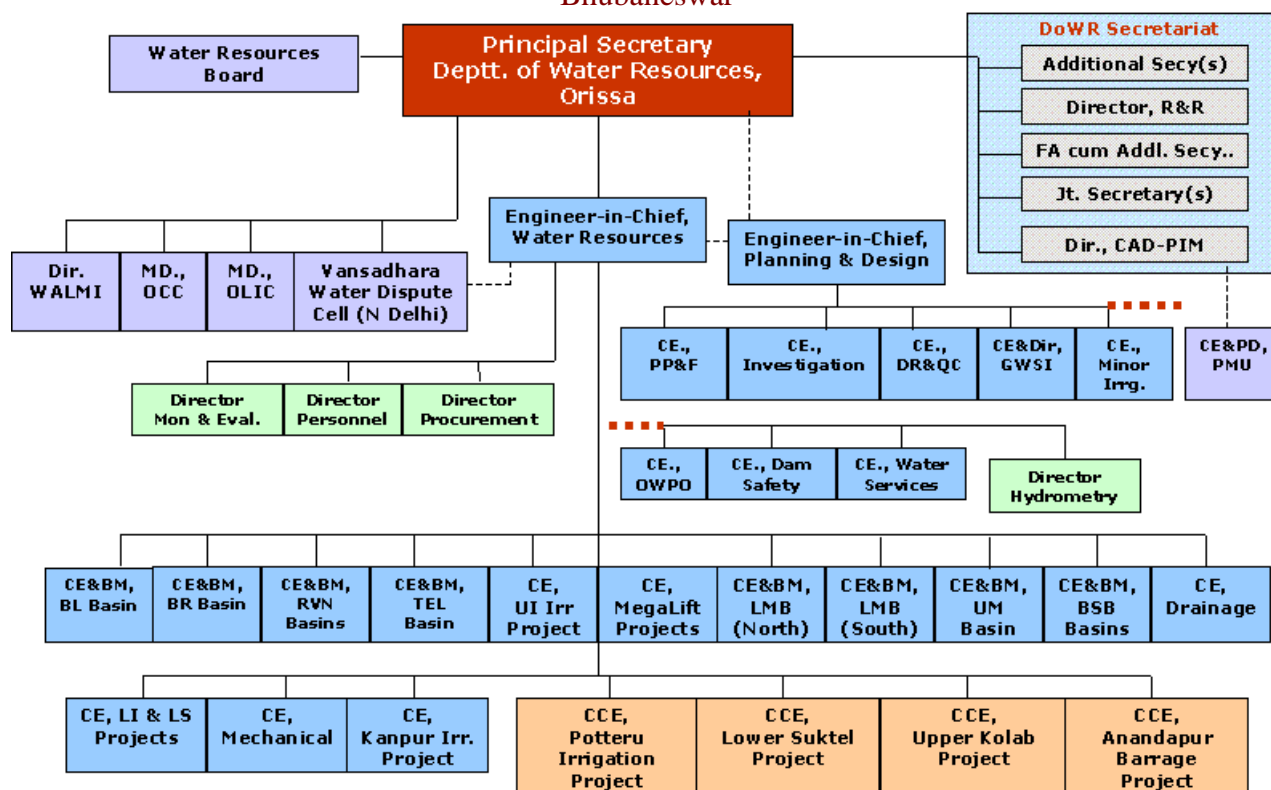 Bhubaneswar
Water Resources
Board
Principal Secretary
Deptt. of Water Resources,
Orissa
DoWR Secretariat
Additional Secy(s)
Director, R&R
FA cum Addl. Secy..
Jt. Secretary(s)
Dir., CAD-PIM
Engineer-in-Chief,
Water Resources
Engineer-in-Chief,
Planning & Design
Dir.
WALMI
MD.,
OCC
MD.,
OLIC
Vansadhara
Water Dispute
Cell (N Delhi)
CE.,
PP&F
CE.,
Investigation
CE.,
DR&QC
CE&Dir,
GWSI
CE.,
Minor
Irrg.
CE&PD,
PMU
Director
Mon & Eval.
Director
Personnel
Director
Procurement
CE.,
OWPO
CE., Dam
Safety
CE., Water
Services
Director
Hydrometry
CE&BM,
BL Basin
CE&BM,
BR Basin
CE&BM,
RVN
Basins
CE&BM,
TEL
Basin
CE,
UI Irr
Project
CE,
MegaLift
Projects
CE&BM,
LMB
(North)
CE&BM,
LMB
(South)
CE&BM,
UM
Basin
CE&BM,
BSB
Basins
CE,
Drainage
CE, LI & LS
Projects
CE,
Mechanical
CE,
Kanpur Irr.
Project
CCE,
Potteru
Irrigation
Project
CCE,
Lower Suktel
Project
CCE,
Upper Kolab
Project
CCE,
Anandapur
Barrage
Project